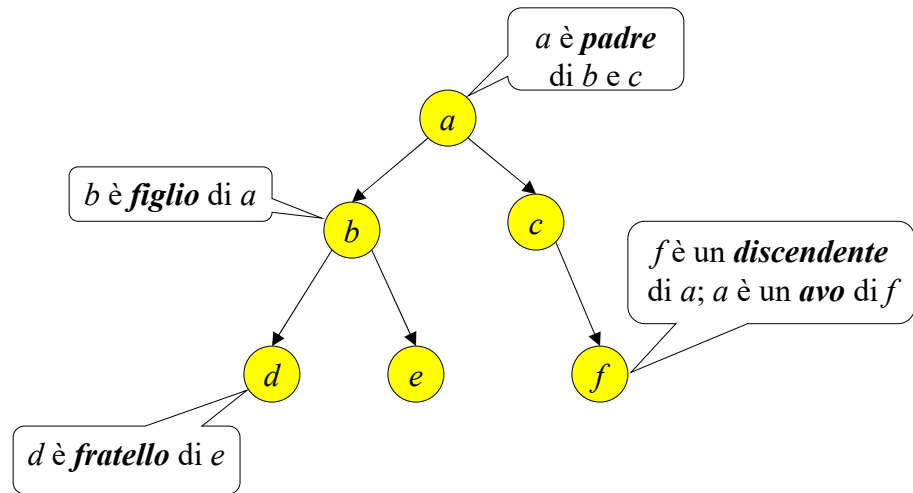 a è padre
di b e c
a
b è figlio di a
b
c
f è un discendente
di a; a è un avo di f
d
e
f
d è fratello di e